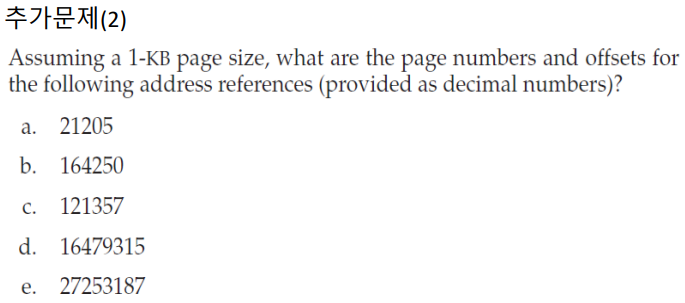 추가문제(2)
Assuming a 1-KB page size, what are the page numbers and offsets for
the following address references (provided as decimal numbers)?
a. 21205
b. 164250
c. 121357
d. 16479315
e. 27253187